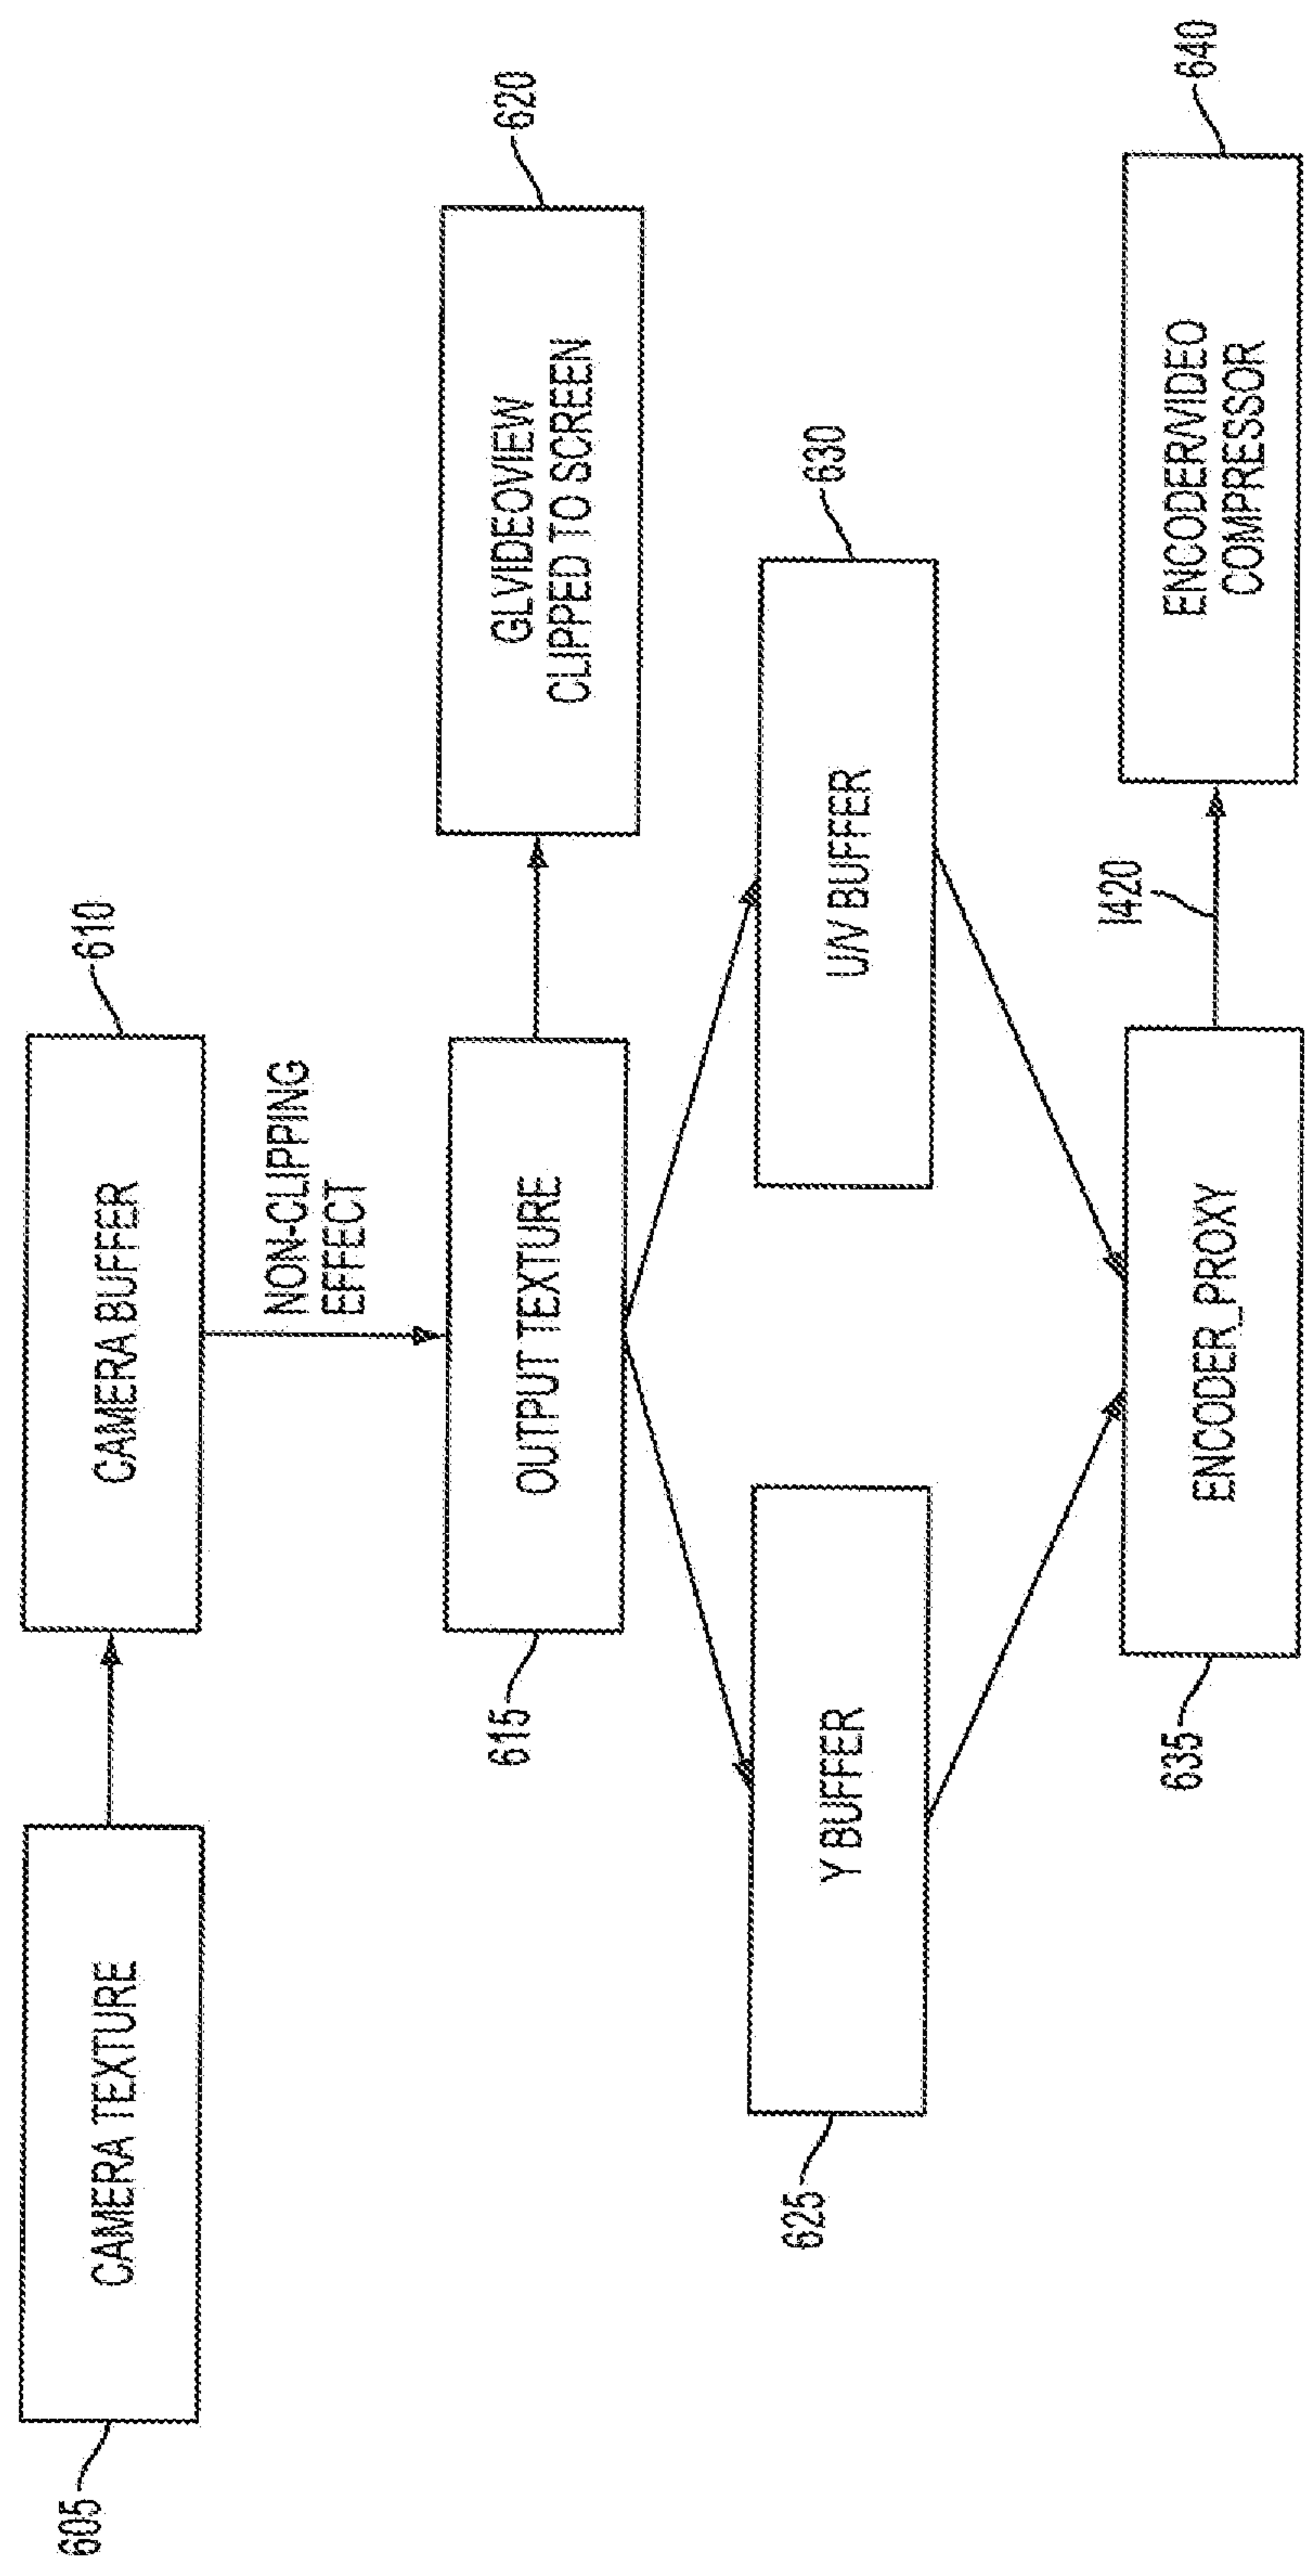 605
CAMERA TEXTURE
CAMERA BUFFER
610
NON-CLIPPING
EFFECT
615
OUTPUT TEXTURE
GLVIDEOVIEW
CLIPPED TO SCREEN
620
625
Y BUFFER
U/V BUFFER
630
635
ENCODER_PROXY
I420
ENCODER/VIDEO
COMPRESSOR
640